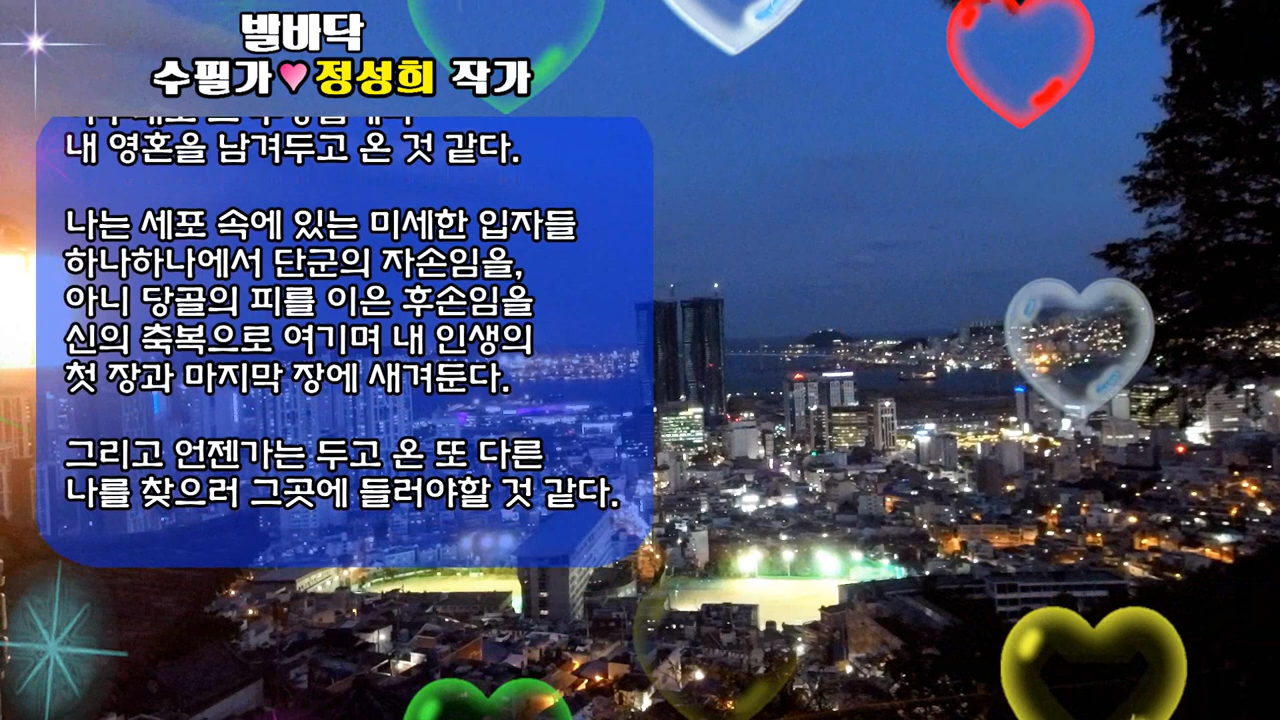 발바닥
수필가♥정성희 작가
내 영혼을 남겨두고 온 것 같다.
나는 세포 속에 있는 미세한 입자들
하나하나에서 단군의 자손임을,
아니 당골의 피를 이은 후손임을
신의 축복으로 여기며 내 인생의
첫 장과 마지막 장에 새겨둔다.
그리고 언젠가는 두고 온 또 다른
나를 찾으러 그곳에 들러야할 것 같다.